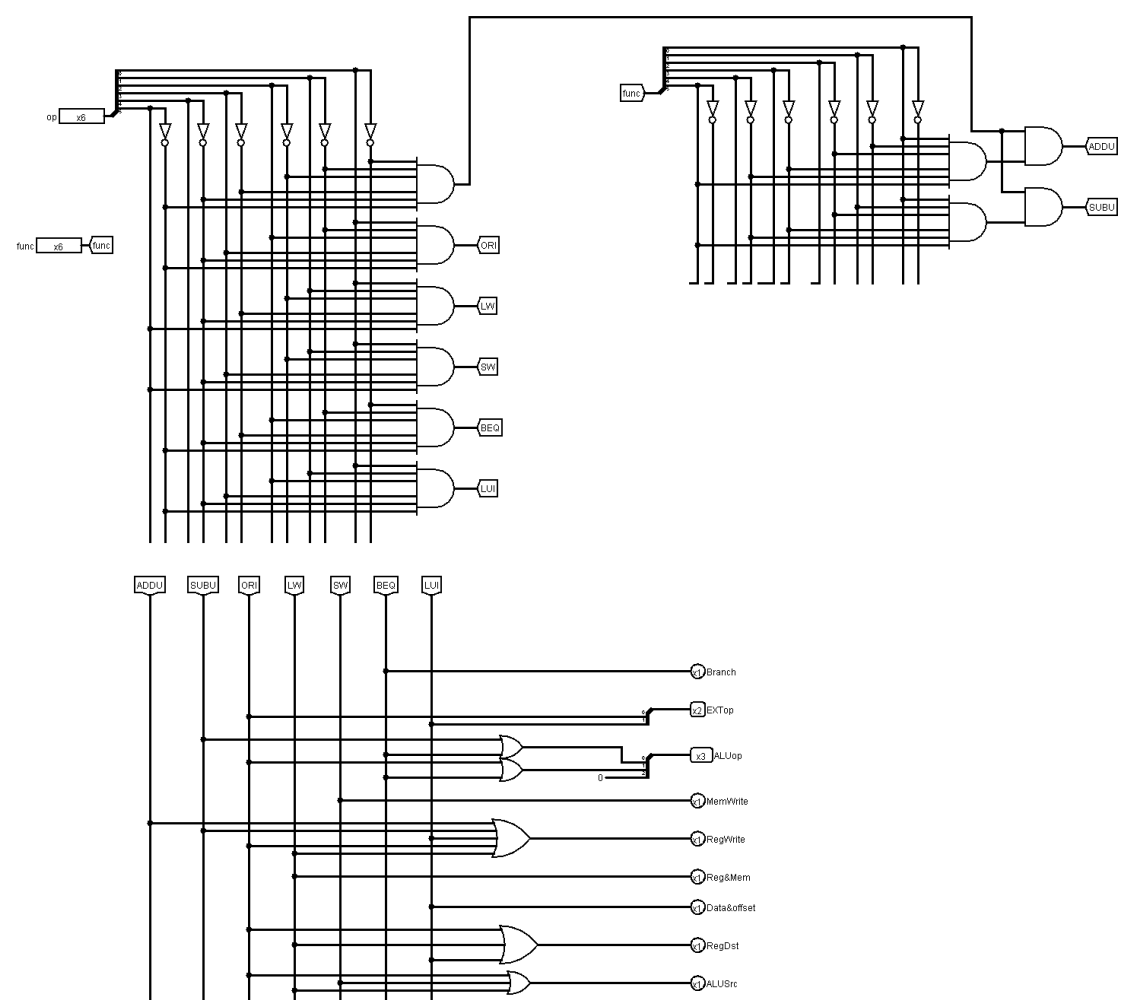 func
op x6
ADDU
SUBU
func x6 func
ORI
LW
SW
BEQ
LUI
ADDU SUBU ORI LW SW BEQ LUI
x1 Branch
x2 EXTop
x3 ALUop
0
x1 MemWrite
x1 RegWrite
x1 Reg&Mem
x1 Data&offset
x1 RegDst
x1 ALUSrc